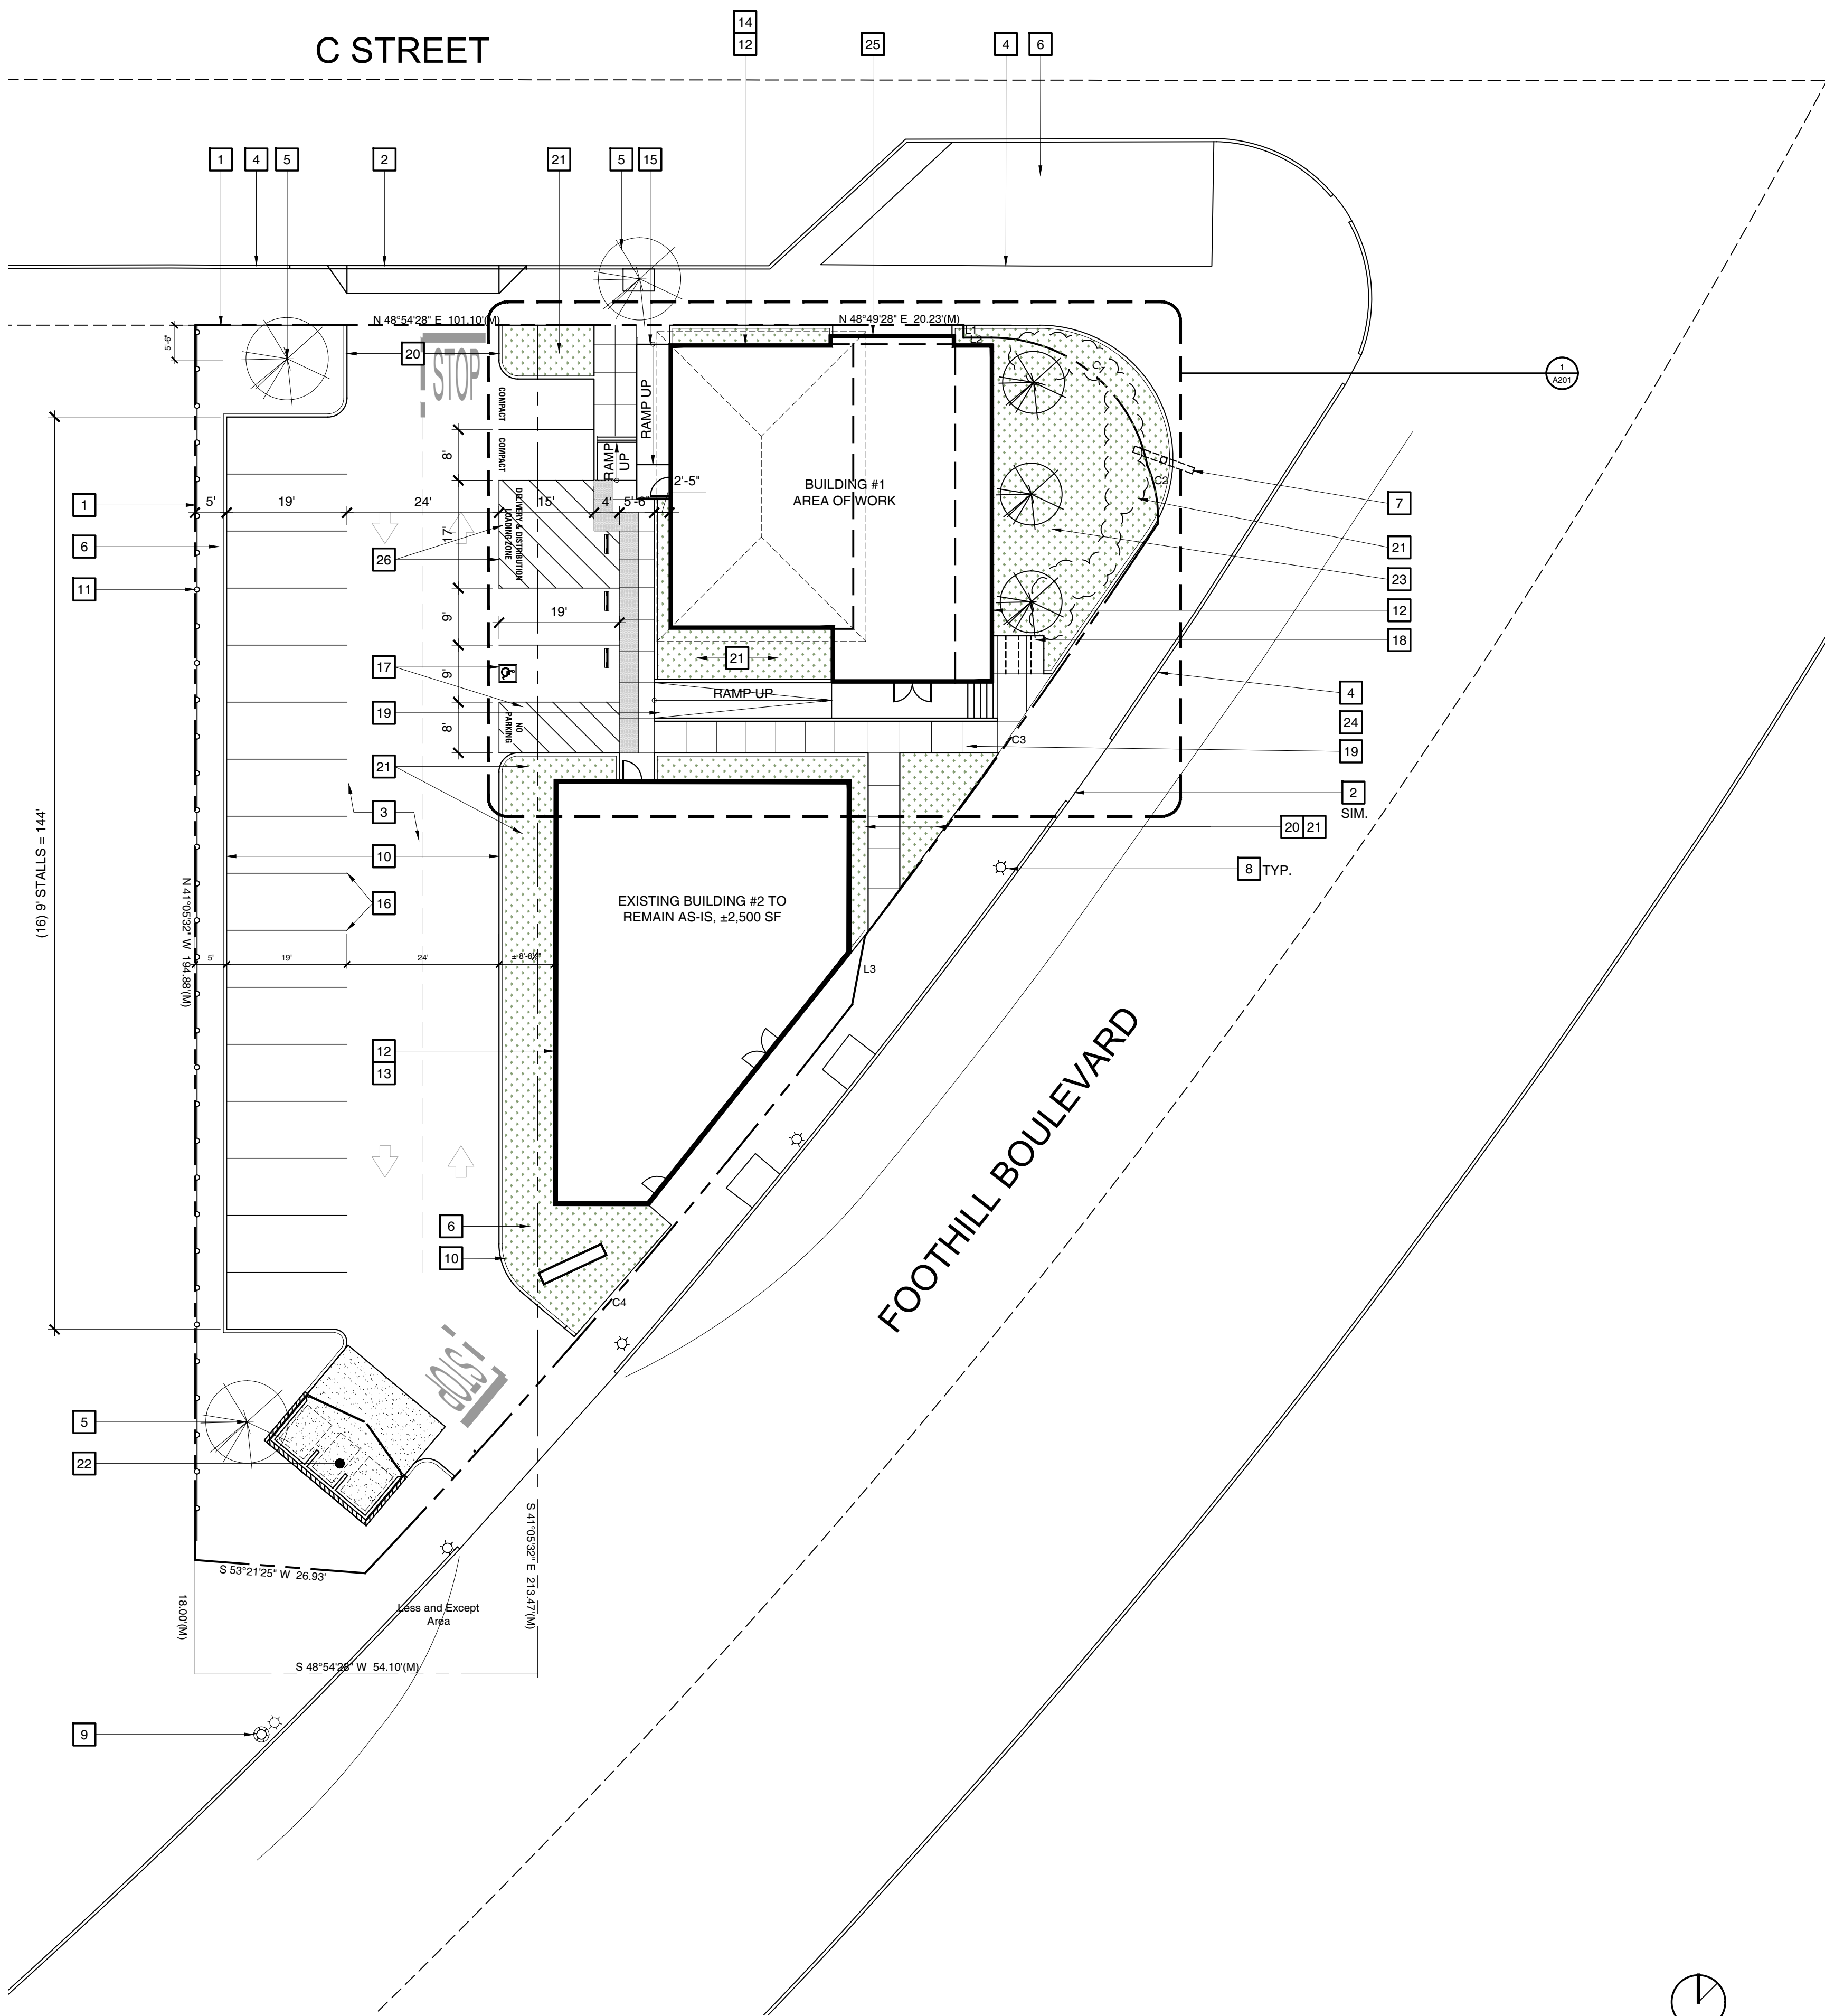 C STREET
14
12
25
4
6
1
4
5
2
21
5
15
N 48°54'28" E  101.10'(M)
N 48°49'28" E  20.23'(M)
L1
L2
5'-6"
20
STOP
C1
1
A201
RAMP UP
COMPACT
COMPACT
8'
RAMP
UP
2'-5"
BUILDING #1
AREA OF WORK
C2
7
1
5'
19'
24'
15'
4'
5'-6"
DELIVERY & DISTRIBUTION
LOADING ZONE
17'
21
6
26
23
11
9'
19'
12
18
21
17
9'
RAMP UP
4
24
19
19
8'
NO
PARKING
C3
21
3
2
SIM.
20
21
(16) 9' STALLS = 144'
10
8
TYP.
N 41°05'32" W  194.88'(M)
16
EXISTING BUILDING #2 TO
REMAIN AS-IS, ±2,500 SF
5'
19'
24'
L3
12
13
FOOTHILL BOULEVARD
6
10
C4
STOP
5
22
S 41°05'32" E  213.47'(M)
S 53°21'25" W  26.93'
18.00'(M)
Less and Except
Area
S 48°54'28" W  54.10'(M)
9